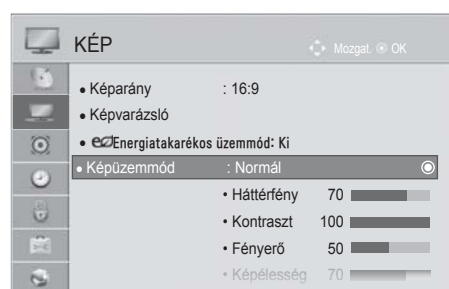 KÉP
Mozgat. OK
• Képarány : 16:9
• Képvarázsló
• Energiatakarékos üzemmód: Ki
• Képüzemmód : Normál
• Háttérfény 70
• Kontraszt 100
• Fényerő 50
• Képélesség 70